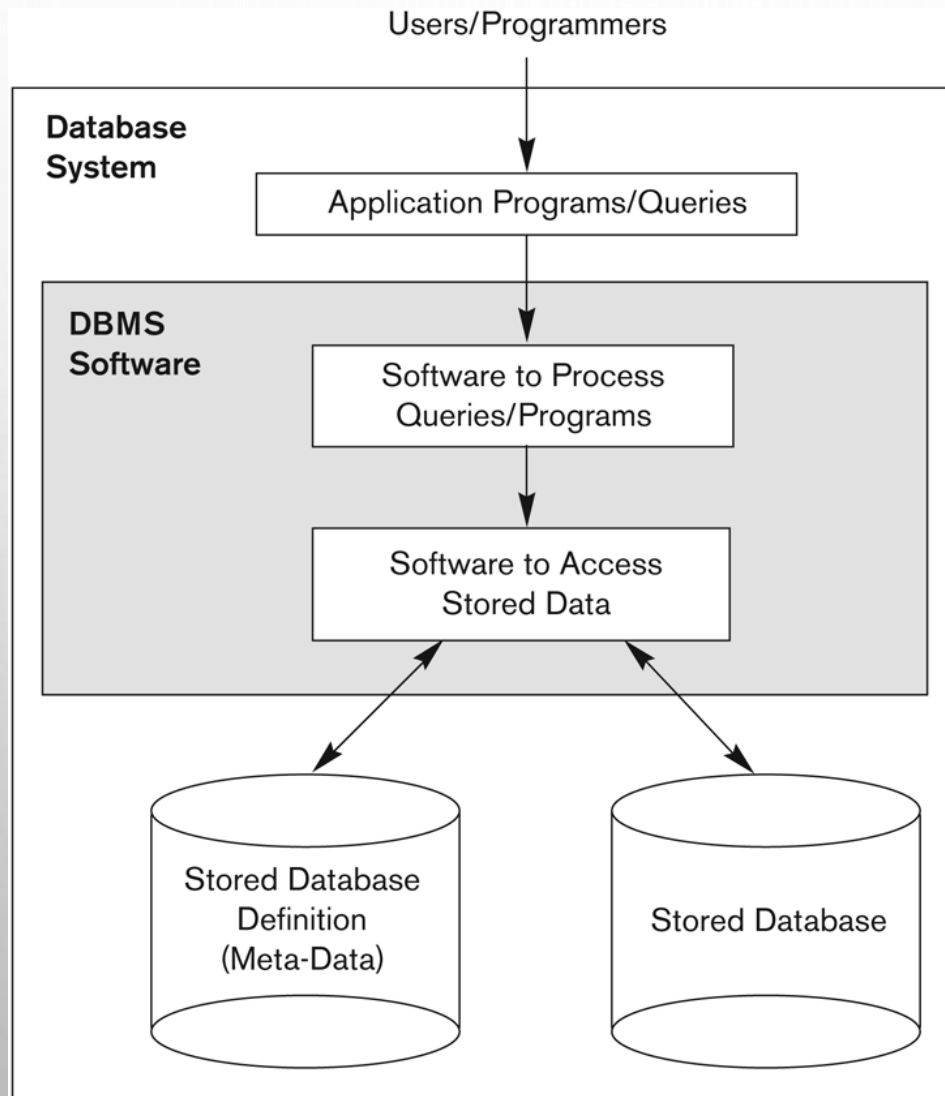 Users/Programmers
Database
System
Application Programs/Queries
DBMS
Software
Software to Process
Queries/Programs
Software to Access
Stored Data
Stored Database
Definition
(Meta-Data)
Stored Database